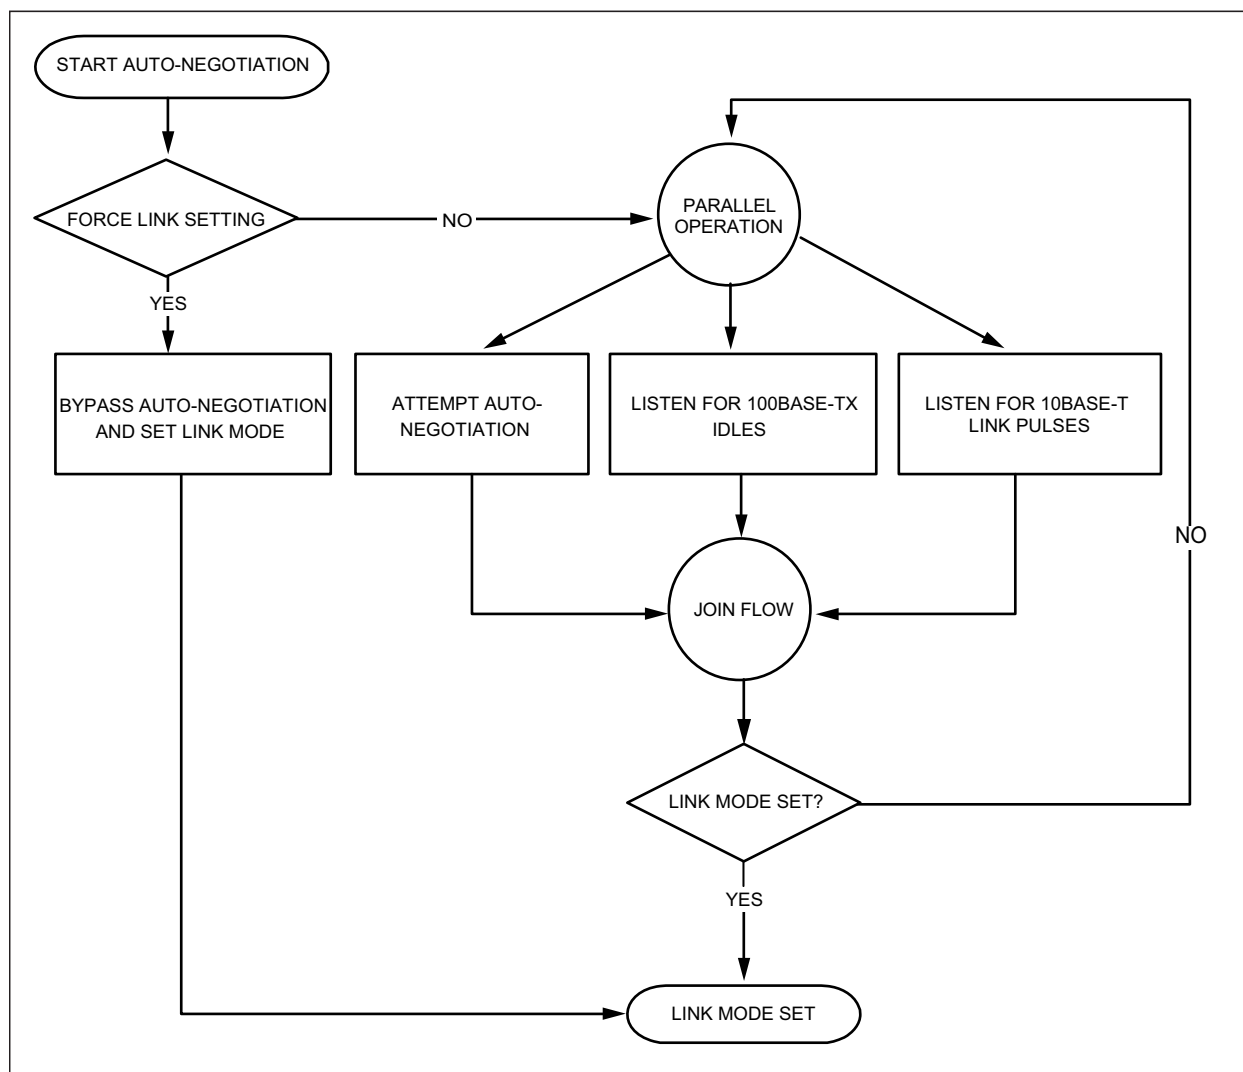 START AUTO-NEGOTIATION
FORCE LINK SETTING
NO
PARALLEL
OPERATION
YES
BYPASS AUTO-NEGOTIATION
AND SET LINK MODE
ATTEMPT AUTO-
NEGOTIATION
LISTEN FOR 100BASE-TX
IDLES
LISTEN FOR 10BASE-T
LINK PULSES
NO
JOIN FLOW
LINK MODE SET?
YES
LINK MODE SET